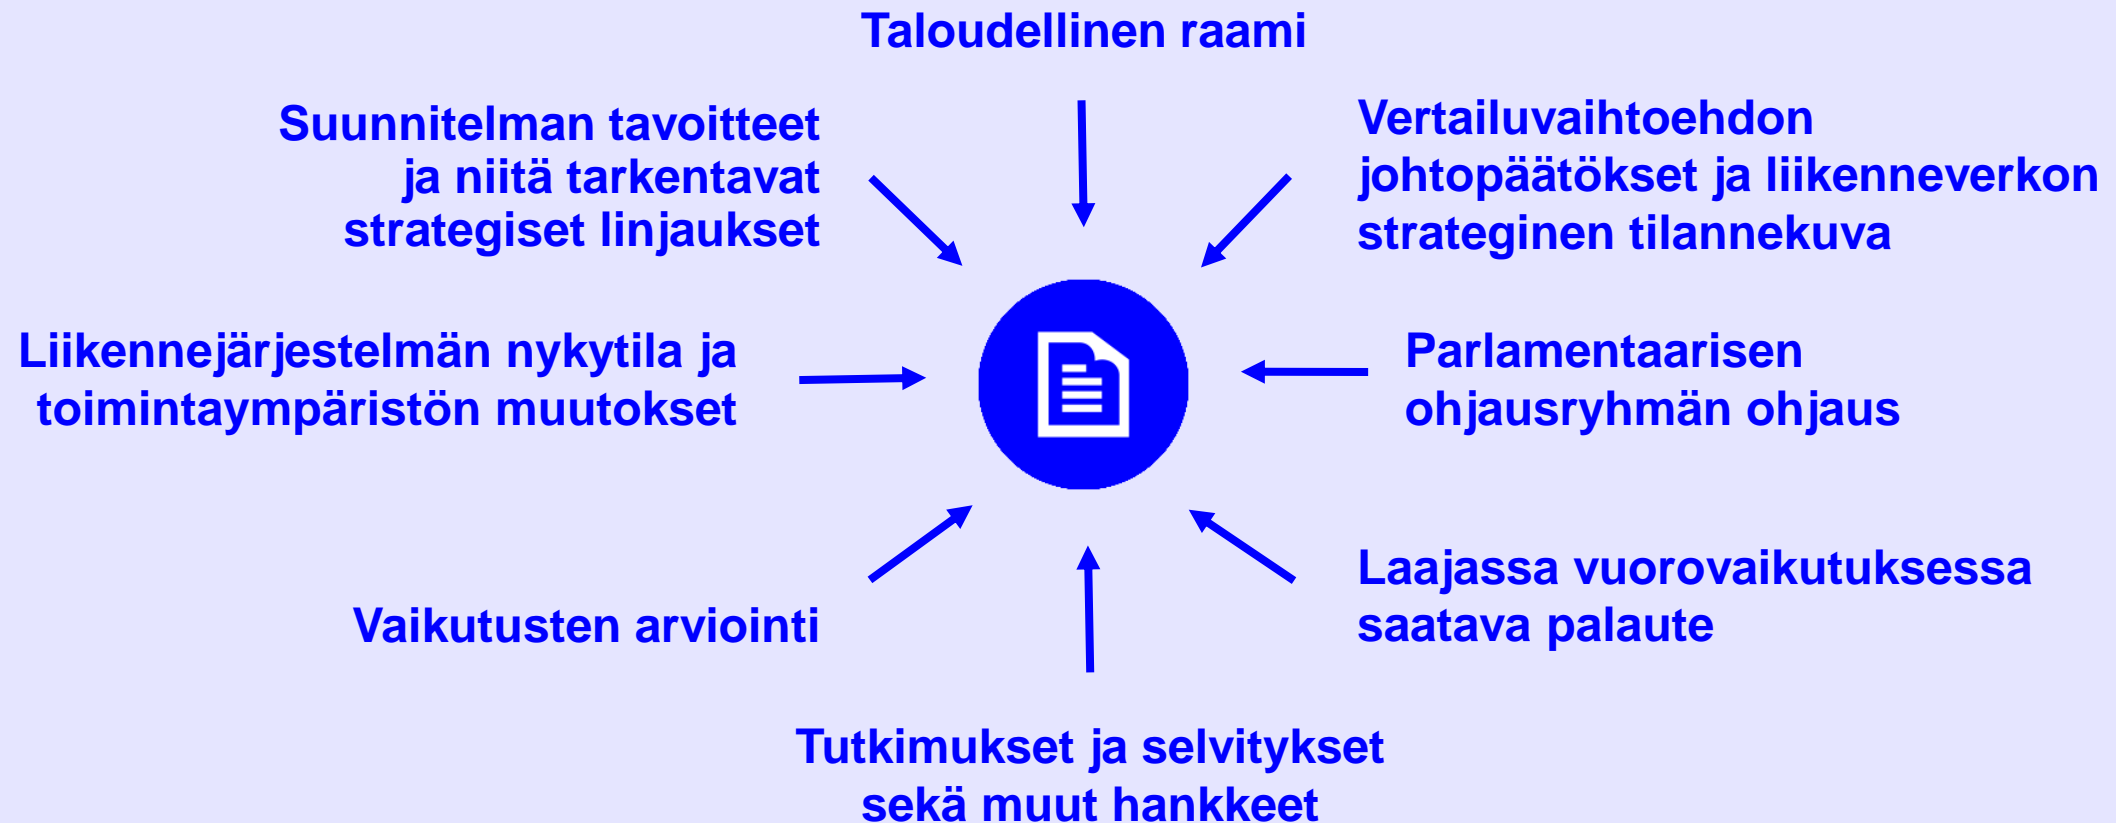 Taloudellinen raami
Suunnitelman tavoitteet
ja niitä tarkentavat
strategiset linjaukset
Vertailuvaihtoehdon
johtopäätökset ja liikenneverkon
strateginen tilannekuva
Liikennejärjestelmän nykytila ja
toimintaympäristön muutokset
Parlamentaarisen
ohjausryhmän ohjaus
Vaikutusten arviointi
Laajassa vuorovaikutuksessa
saatava palaute
Tutkimukset ja selvitykset
sekä muut hankkeet